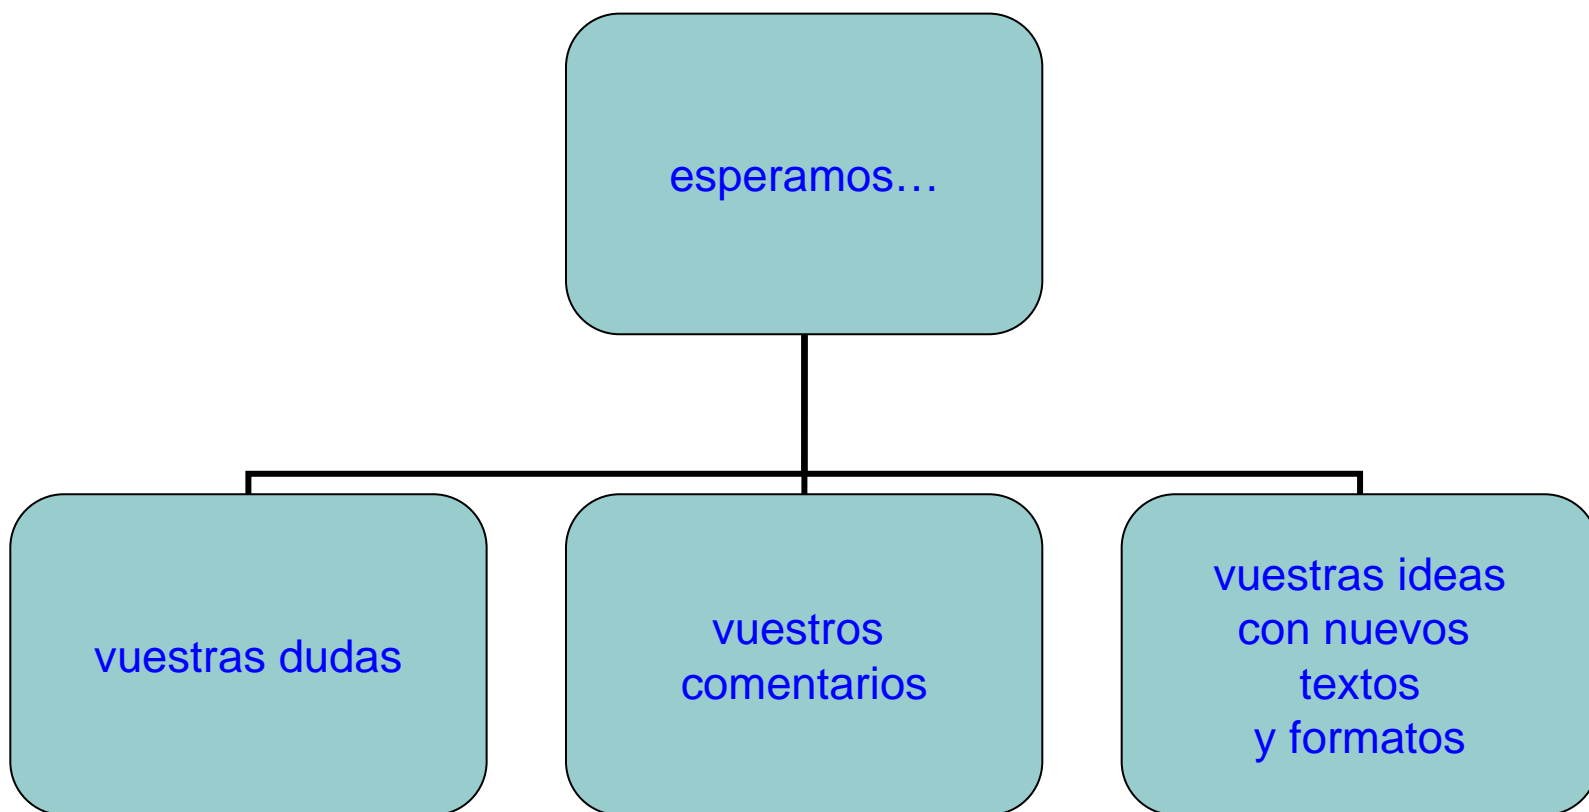 esperamos…
vuestras dudas
vuestros
comentarios
vuestras ideas
con nuevos
textos
y formatos